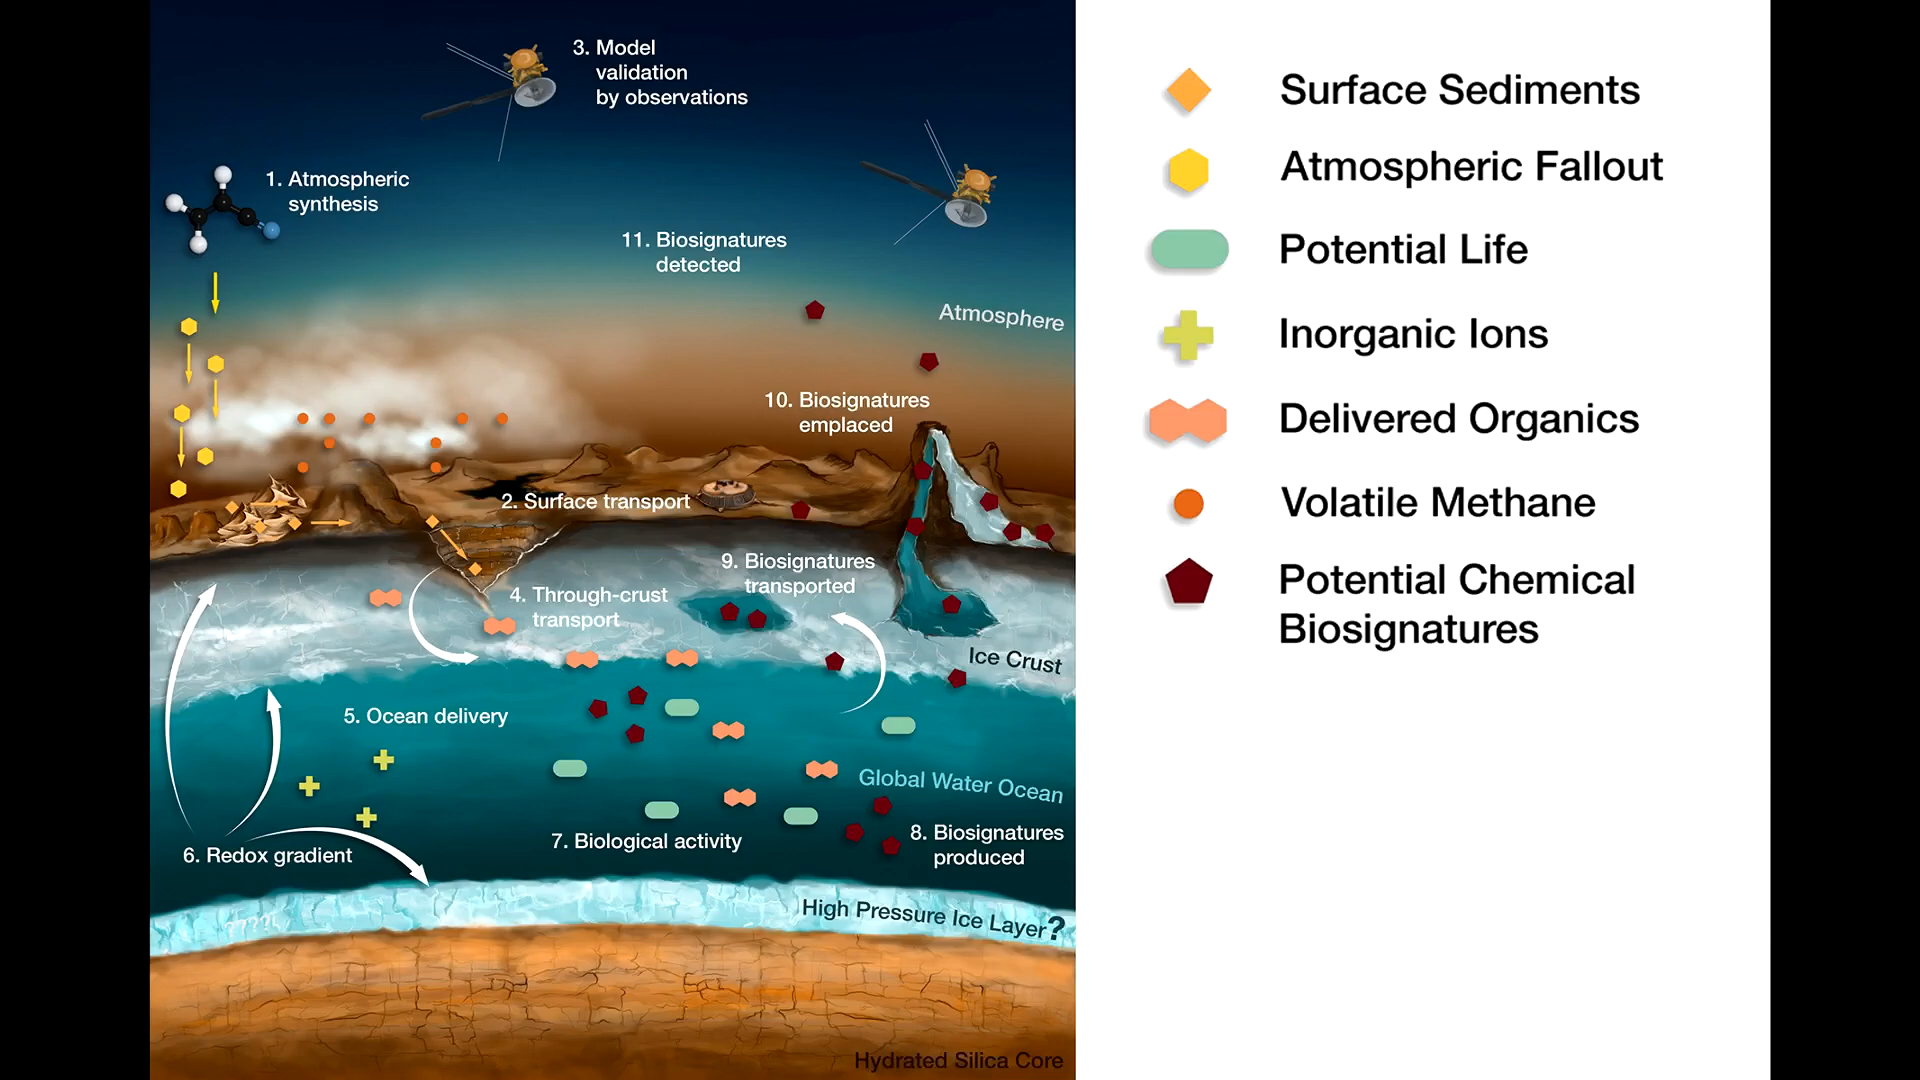 3. Model
validation
by observations
1. Atmospheric
synthesis
11. Biosignatures
detected
Atmosphere
10. Biosignatures
emplaced
2. Surface transport
9. Biosignatures
transported
4. Through-crust
transport
Ice Crust
5. Ocean delivery
Global Water Ocean
8. Biosignatures
produced
7. Biological activity
6. Redox gradient
High Pressure Ice Layer?
????
Hydrated Silica Core
Surface Sediments
Atmospheric Fallout
Potential Life
Inorganic Ions
Delivered Organics
Volatile Methane
Potential Chemical
Biosignatures